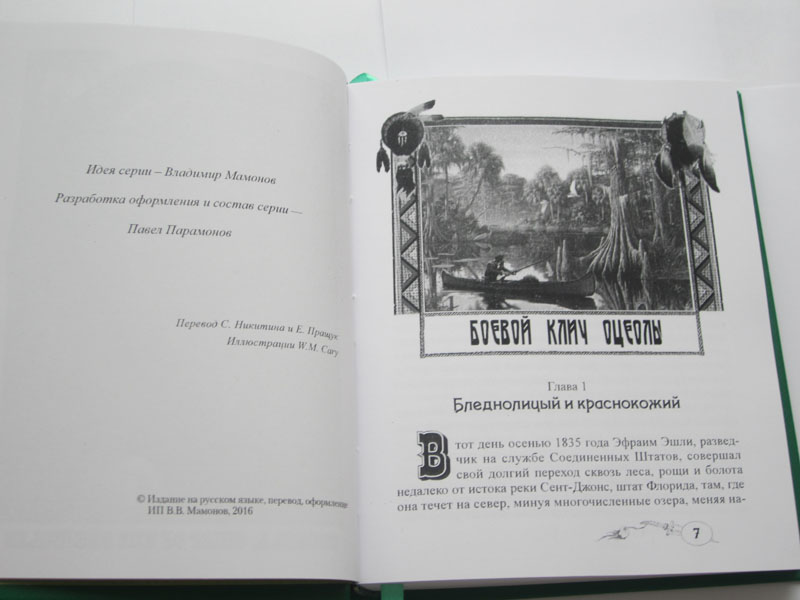 Идея серии – Владимир Мамонов
Разработка оформления и состав серии —
Павел Парамонов
Перевод С. Никитина и Е. Пращук
Иллюстрации W.M. Cary
© Издание на русском языке, перевод, оформление
ИП В.В. Мамонов, 2016
БОЕВОЙ КЛИЧ ОЦЕОЛЫ
Глава 1
Бледнолицый и краснокожий
В тот день осенью 1835 года Эфраим Эшли, развед-
чик на службе Соединенных Штатов, совершал
свой долгий переход сквозь леса, рощи и болота
недалеко от истока реки Сент-Джонс, штат Флорида, там, где
она течет на север, минуя многочисленные озера, меняя на-
7